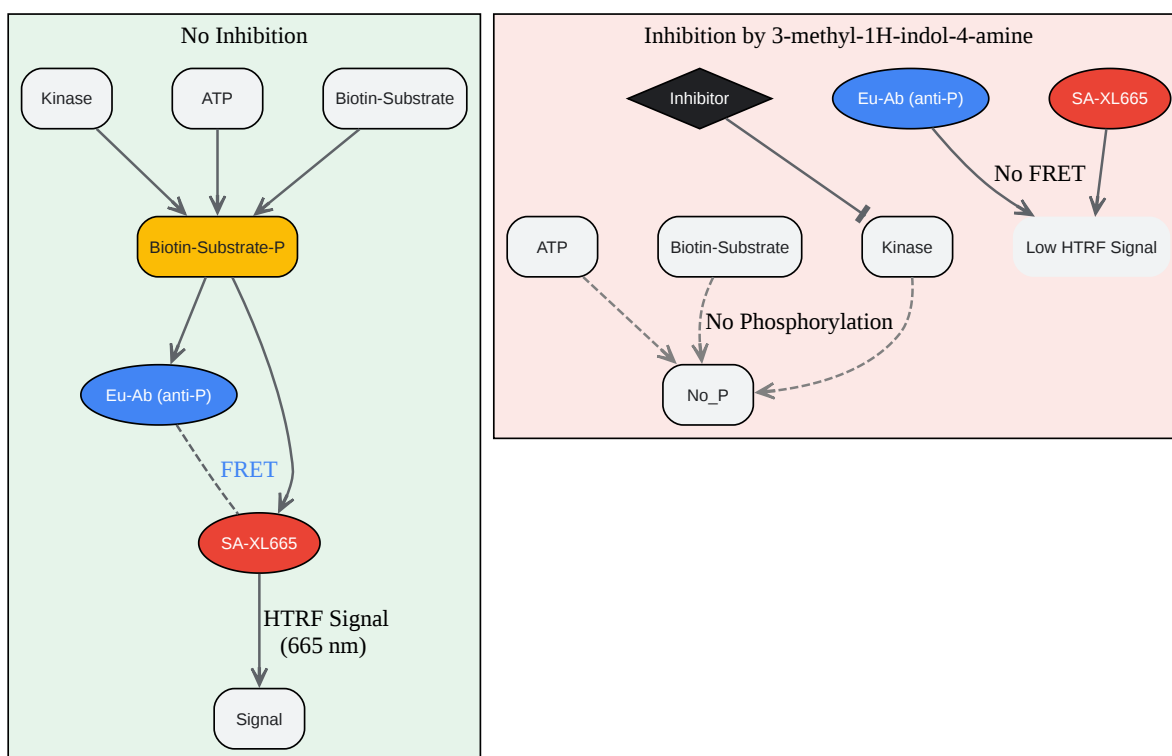 No Inhibition
Kinase
ATP
Biotin-Substrate
Biotin-Substrate-P
Eu-Ab (anti-P)
FRET
SA-XL665
HTRF Signal
(665 nm)
Signal
Inhibition by 3-methyl-1H-indol-4-amine
Inhibitor
Eu-Ab (anti-P)
SA-XL665
No FRET
ATP
Biotin-Substrate
Kinase
Low HTRF Signal
No Phosphorylation
No_P